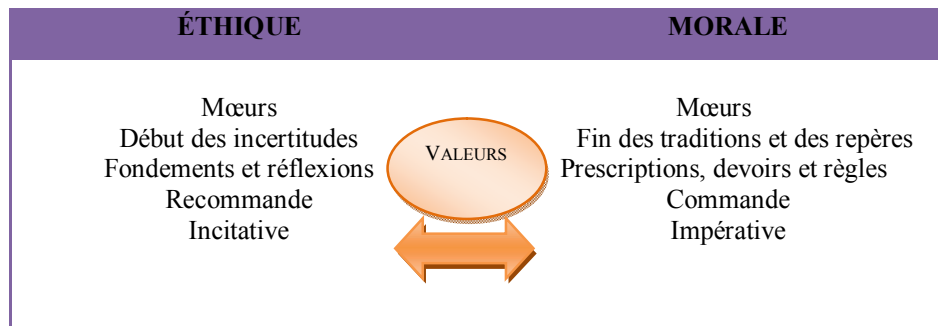 ÉTHIQUE MORALE
Mœurs Mœurs
Début des incertitudes Fin des traditions et des repères
Fondements et réflexions VALEURS Prescriptions, devoirs et règles
Recommande Commande
Incitative Impérative